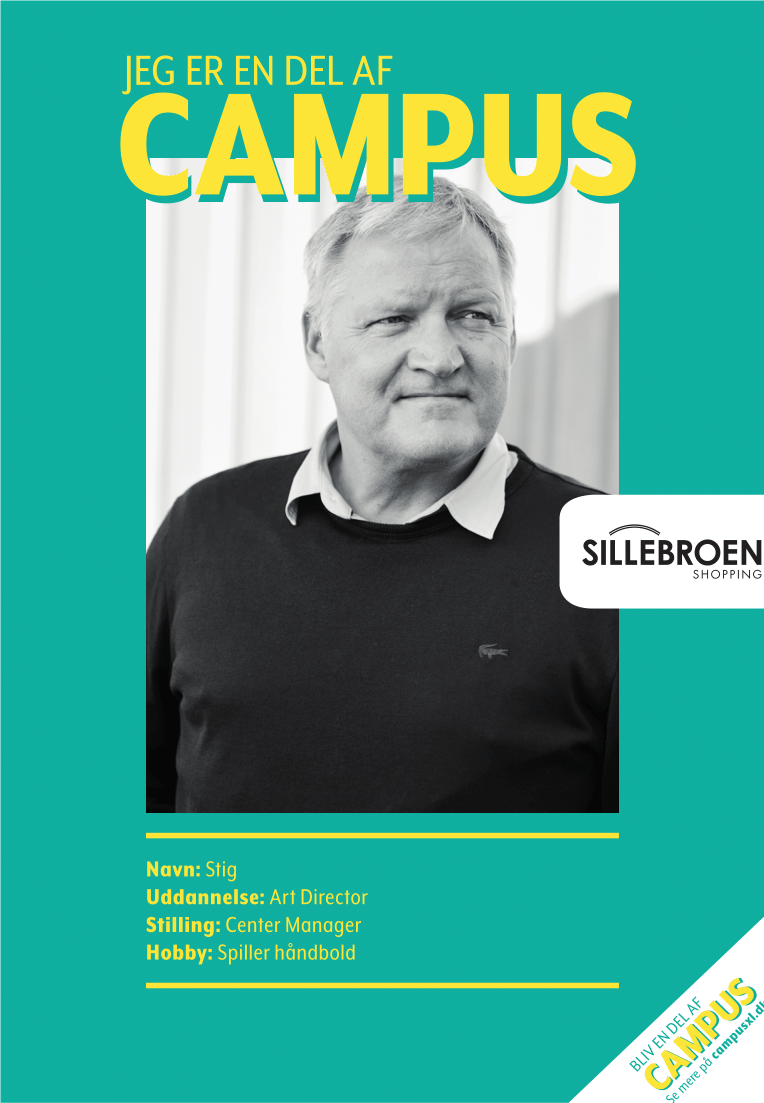 JEG ER EN DEL AF
CAMPUS
SILLEBROEN
SHOPPING
Navn: Stig
Uddannelse: Art Director
Stilling: Center Manager
Hobby: Spiller håndbold
BLIV EN DEL AF
CAMPUS
Se mere på campusxl.dk